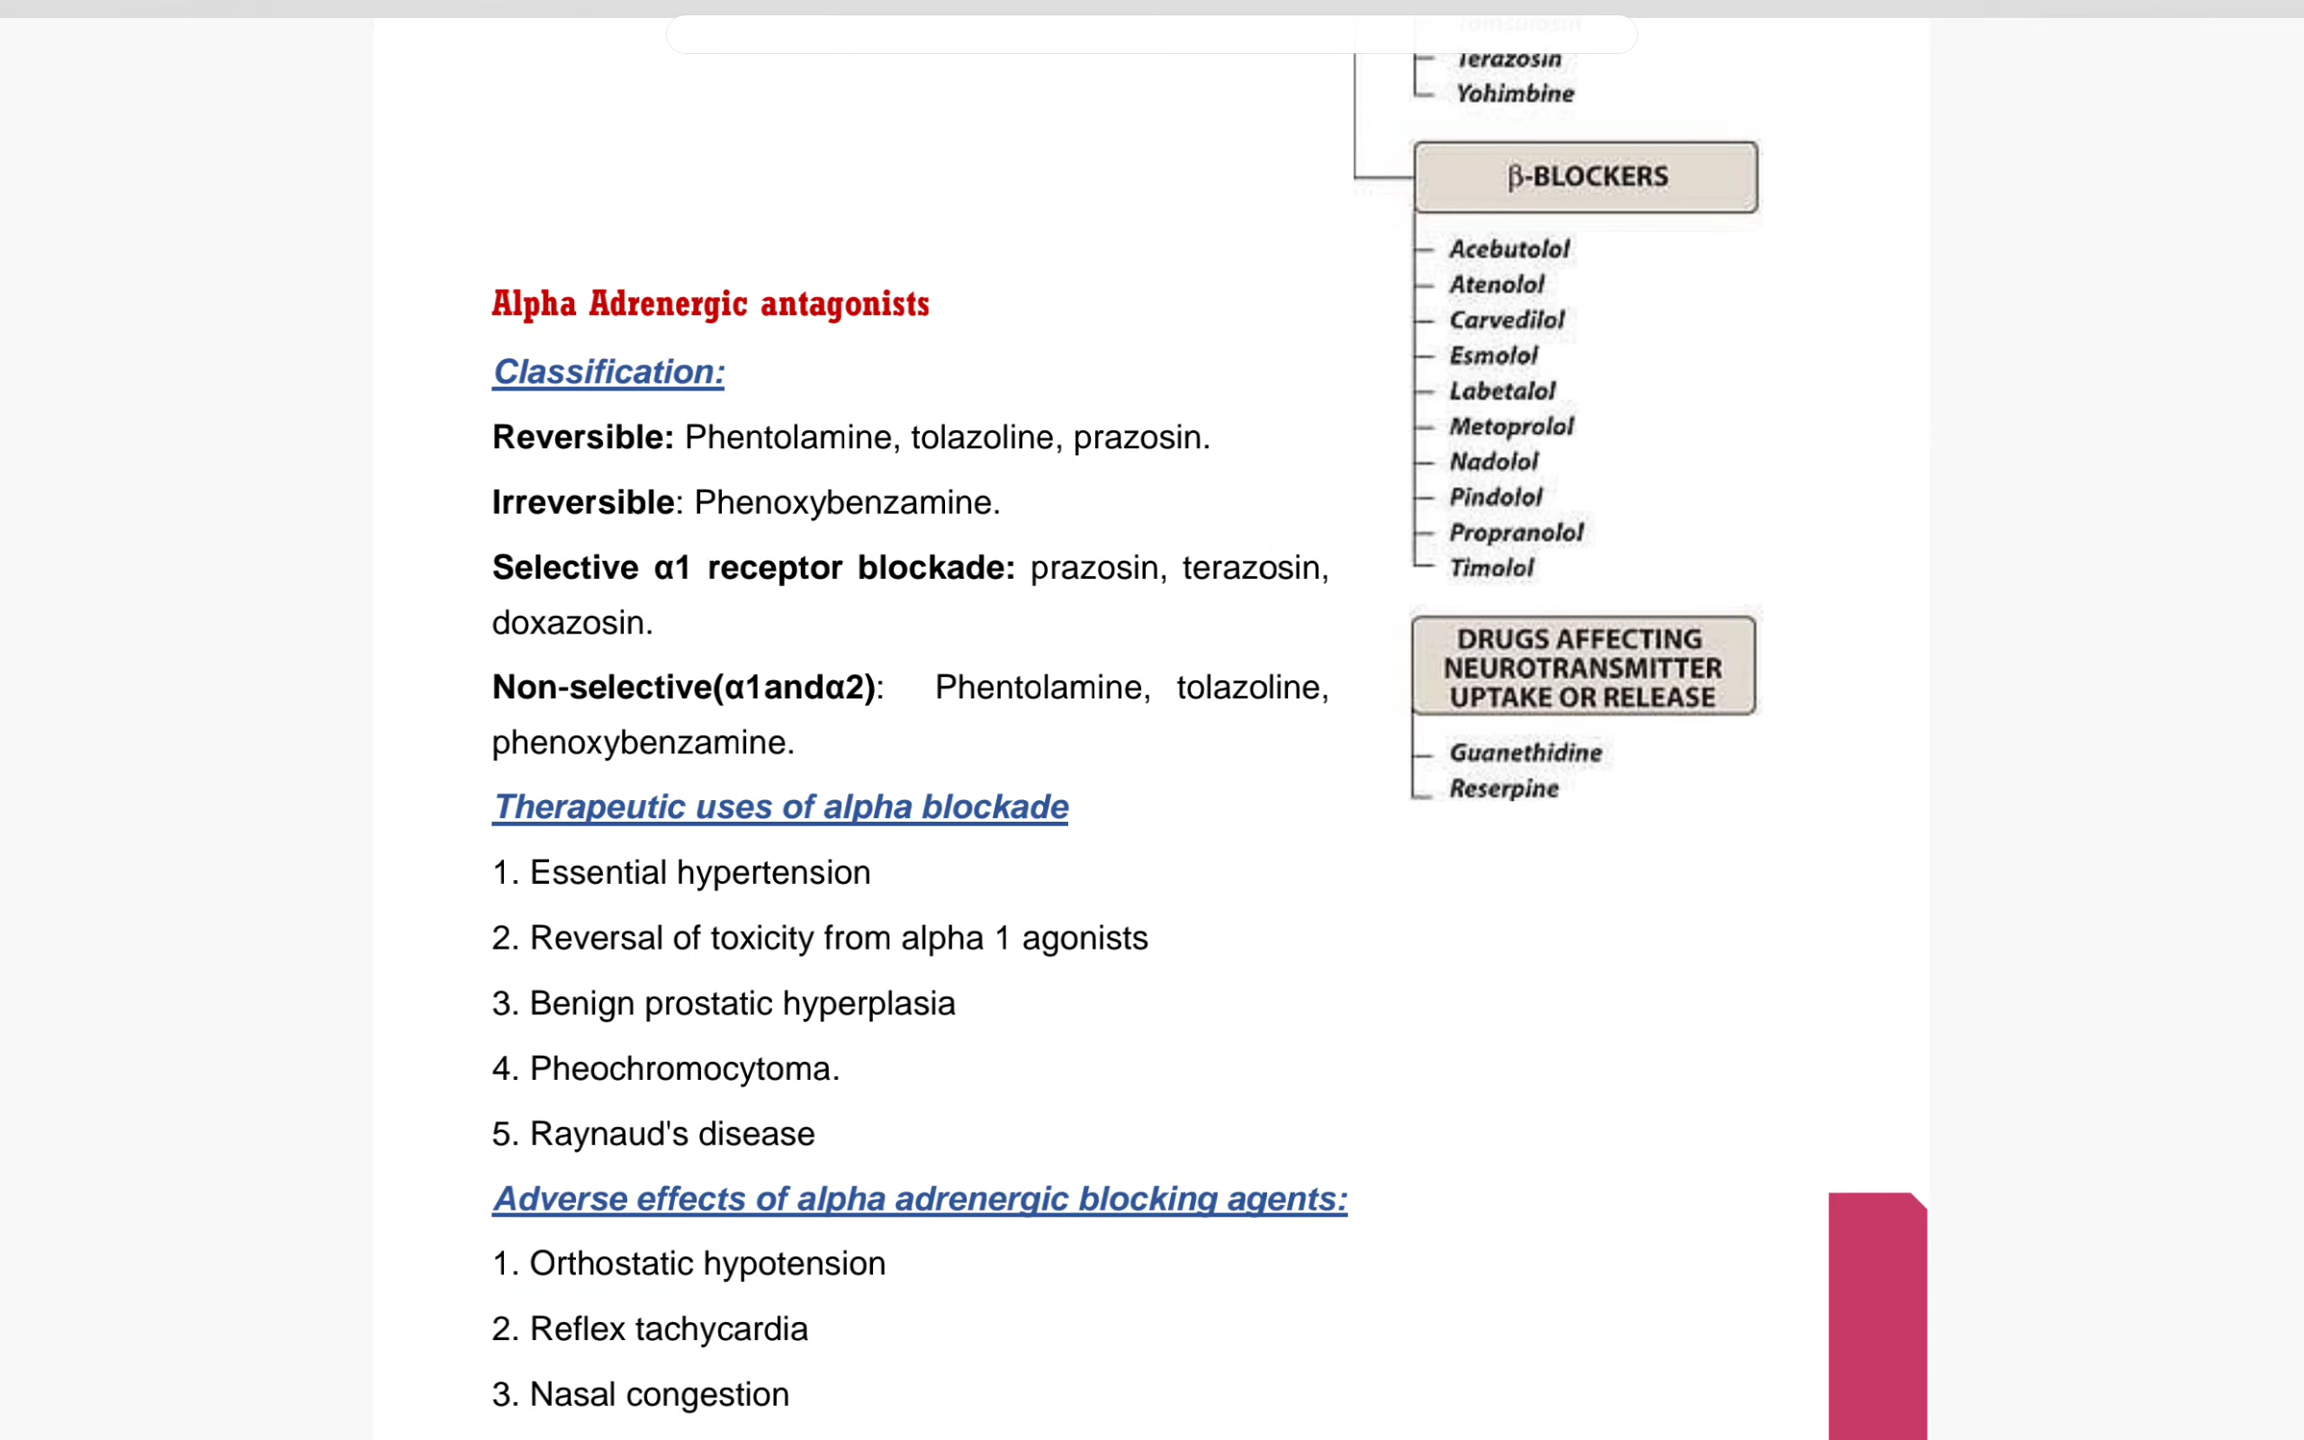 Terazosin
Yohimbine
β-BLOCKERS
Acebutolol
Atenolol
Carvedilol
Esmolol
Labetalol
Metoprolol
Nadolol
Pindolol
Propranolol
Timolol
DRUGS AFFECTING
NEUROTRANSMITTER
UPTAKE OR RELEASE
Guanethidine
Reserpine
Alpha Adrenergic antagonists
Classification:
Reversible: Phentolamine, tolazoline, prazosin.
Irreversible: Phenoxybenzamine.
Selective α1 receptor blockade: prazosin, terazosin,
doxazosin.
Non-selective(α1andα2): Phentolamine, tolazoline,
phenoxybenzamine.
Therapeutic uses of alpha blockade
1. Essential hypertension
2. Reversal of toxicity from alpha 1 agonists
3. Benign prostatic hyperplasia
4. Pheochromocytoma.
5. Raynaud's disease
Adverse effects of alpha adrenergic blocking agents:
1. Orthostatic hypotension
2. Reflex tachycardia
3. Nasal congestion